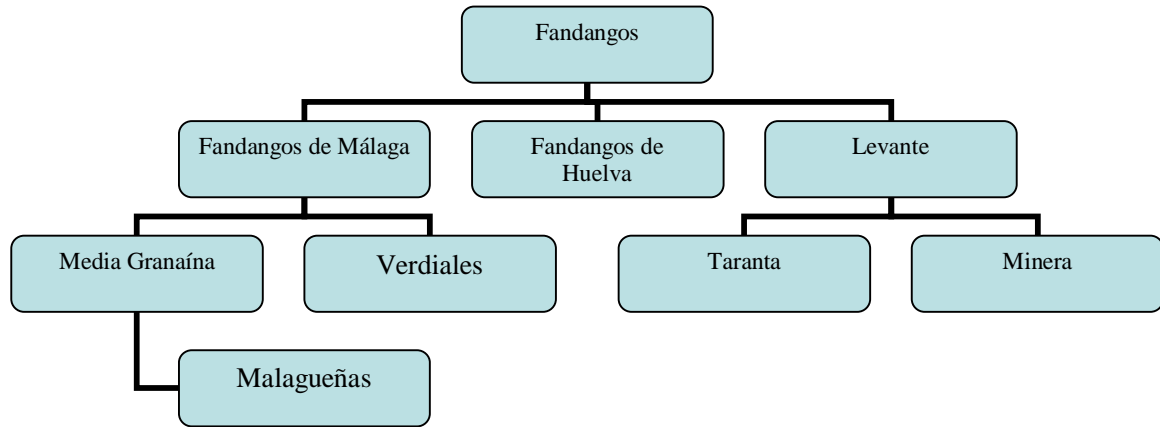 Fandangos
Fandangos de Málaga
Fandangos de
Huelva
Levante
Media Granaína
Verdiales
Taranta
Minera
Malagueñas